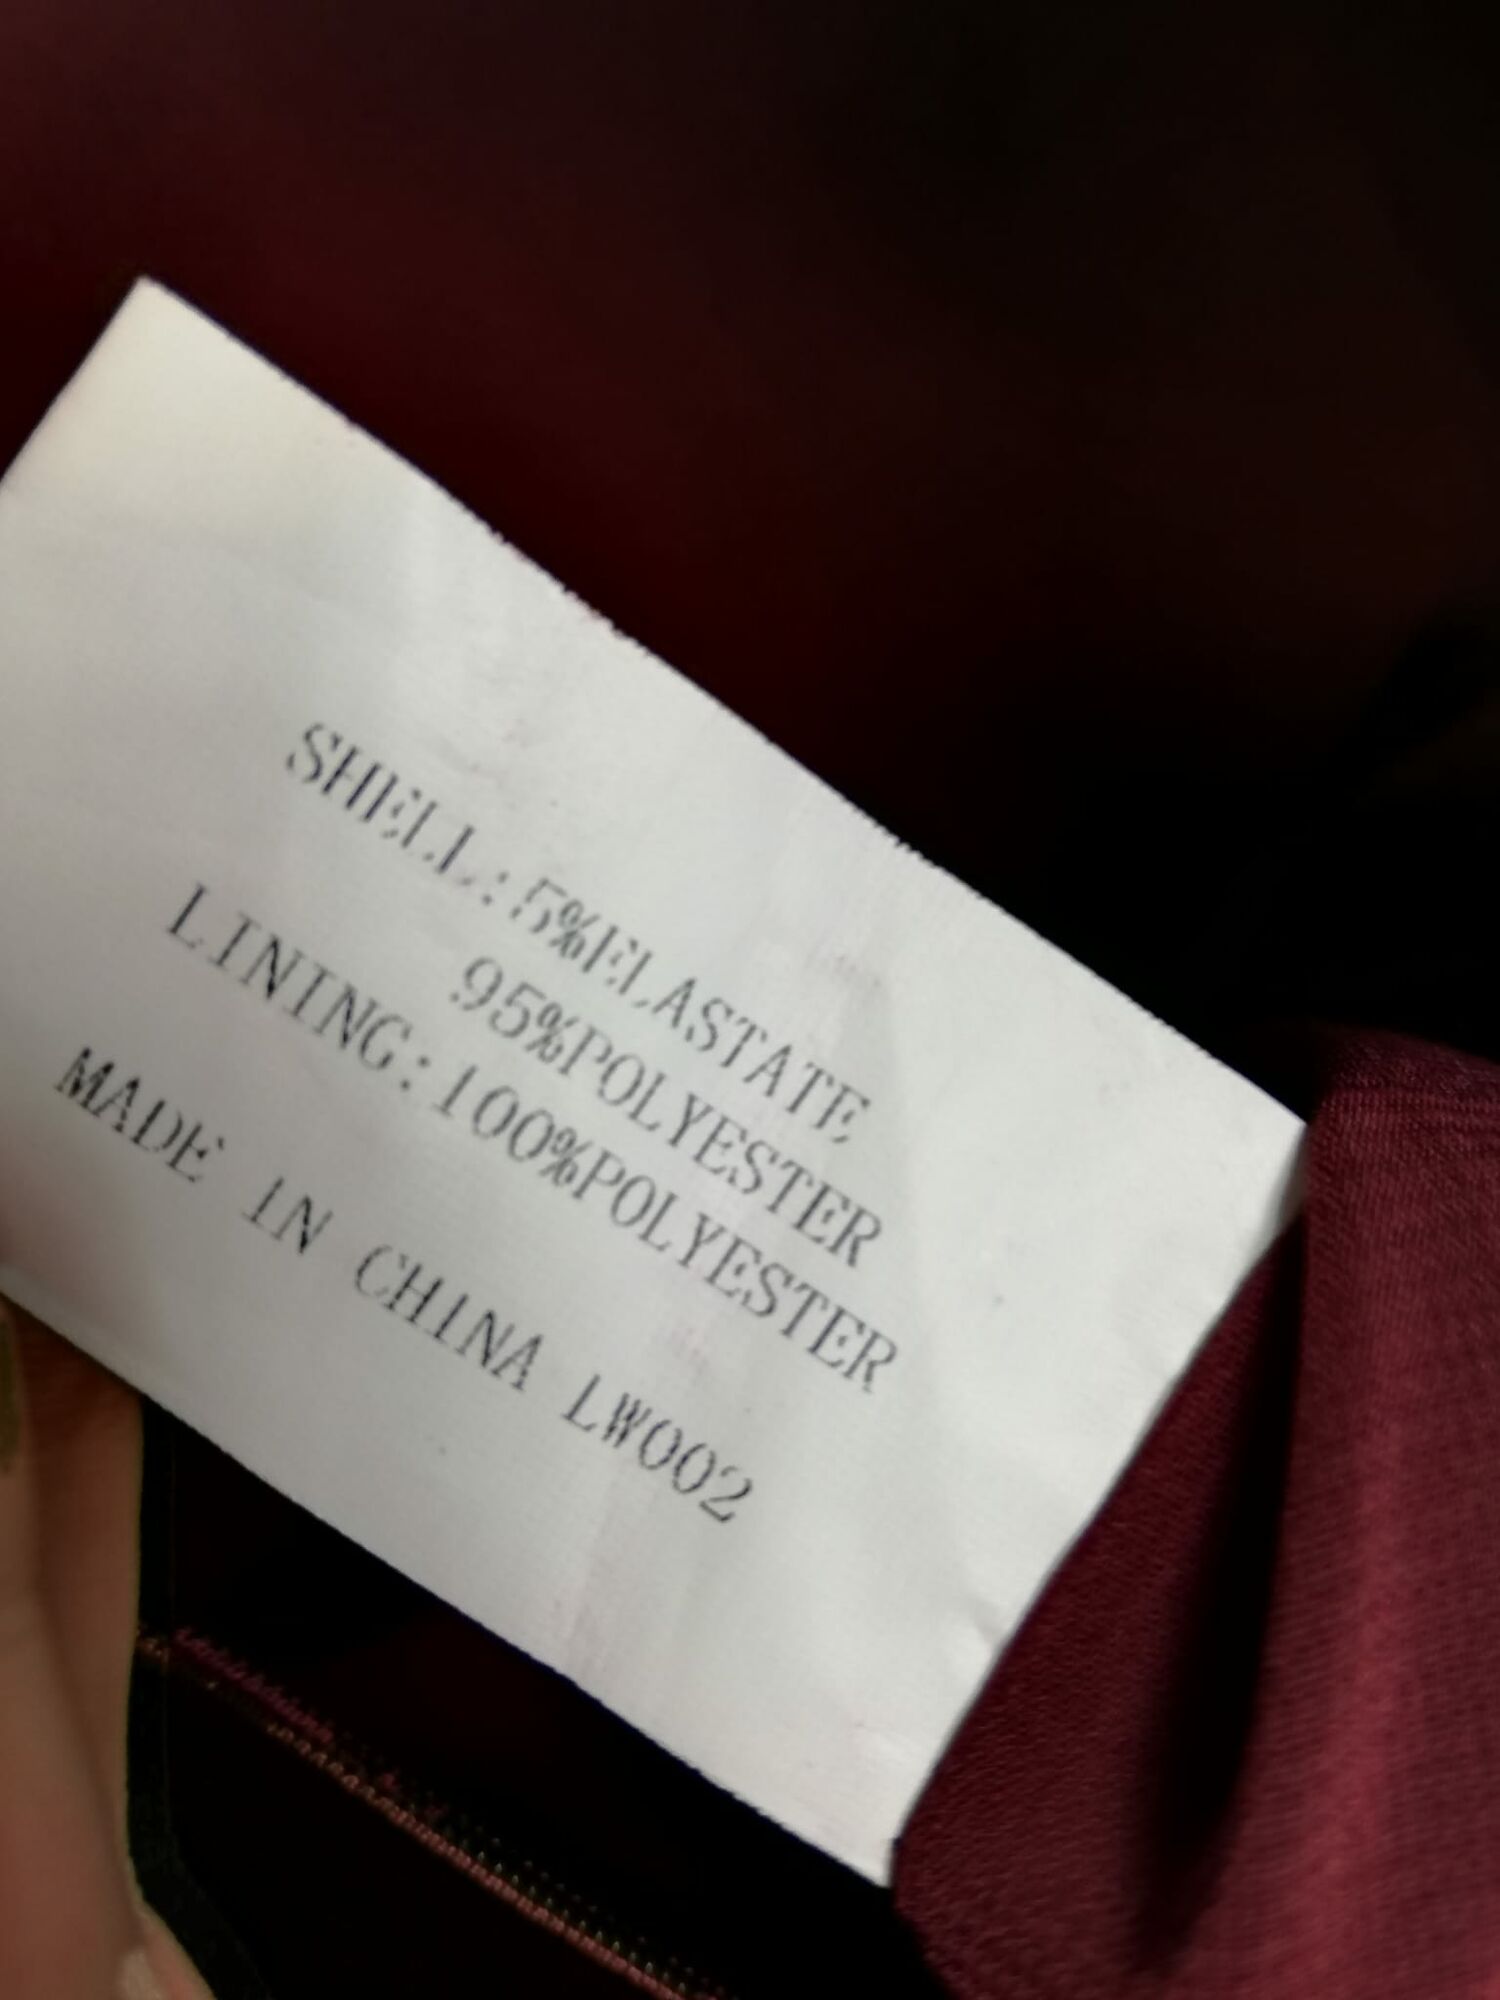 SHELL:5%ELASTATE
95%POLYESTER
LINING:100%POLYESTER
MADE IN CHINA LW002